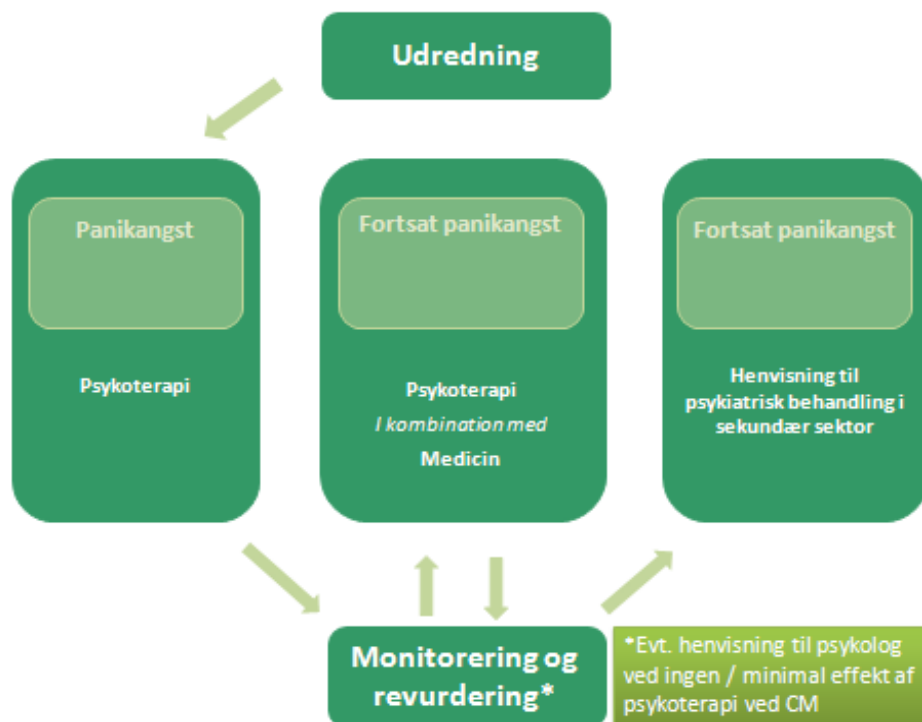 Udredning
Panikangst
Psykoterapi
Fortsat panikangst
Psykoterapi
I kombination med
Medicin
Fortsat panikangst
Henvisning til
psykiatrisk behandling i
sekundær sektor
Monitorering og
revurdering*
*Evt. henvisning til psykolog
ved ingen / minimal effekt af
psykoterapi ved CM